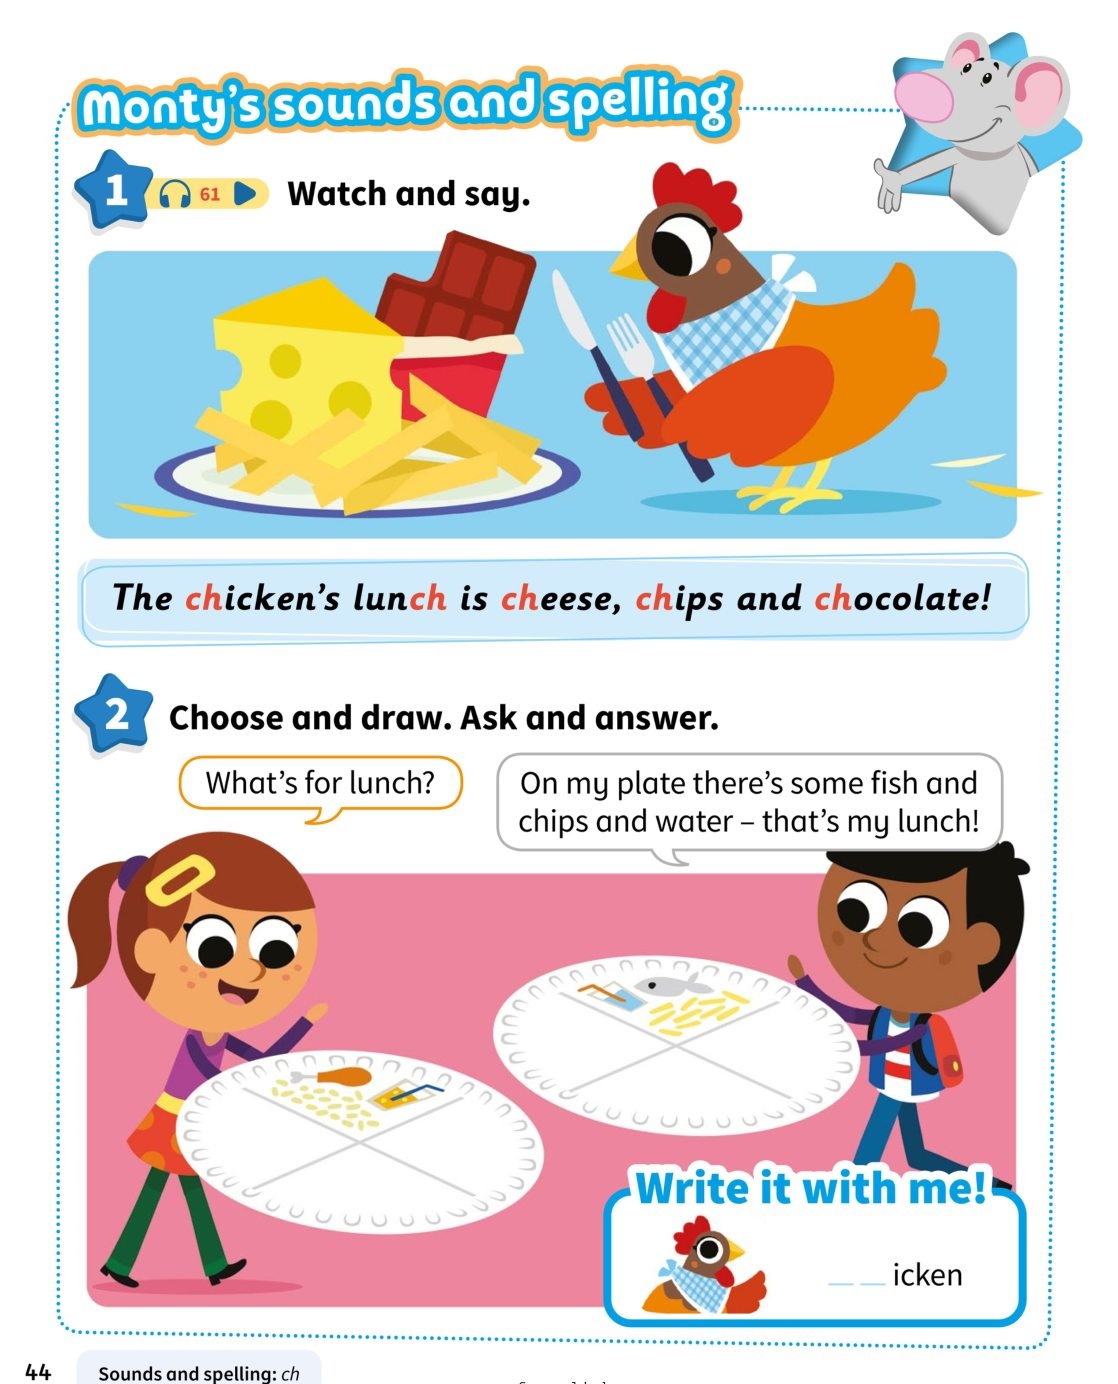 Monty's sounds and spelling
1 61 Watch and say.
The chicken's lunch is cheese, chips and chocolate!
2 Choose and draw. Ask and answer.
What's for lunch?
On my plate there's some fish and
chips and water – that's my lunch!
Write it with me!
__ __ icken
44 Sounds and spelling: ch